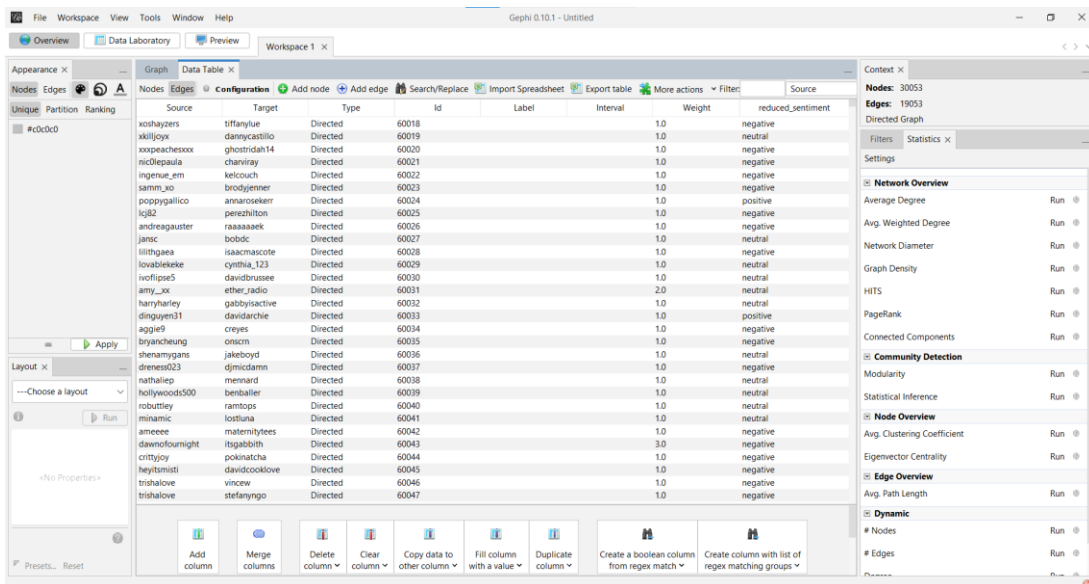 File Workspace View Tools Window Help Gephi 0.10.1 - Untitled
Overview Data Laboratory Preview Workspace 1 ×
Appearance ×
Nodes Edges
Unique Partition Ranking
#c0c0c0
Apply
Layout ×
---Choose a layout
Run
<No Properties>
Presets... Reset
Graph Data Table ×
Nodes Edges Configuration Add node Add edge Search/Replace Import Spreadsheet Export table More actions Filter: Source
Source Target Type Id Label Interval Weight reduced_sentiment
xoshayzers tiffanylue Directed 60018 1.0 negative
xkilljoyx dannycastillo Directed 60019 1.0 neutral
xxxpeachesxxx ghostridah14 Directed 60020 1.0 negative
nic0lepaula charviray Directed 60021 1.0 negative
ingenue_em kelcouch Directed 60022 1.0 negative
samm_xo brodyjenner Directed 60023 1.0 negative
poppygallico annarosekerr Directed 60024 1.0 positive
lcj82 perezhilton Directed 60025 1.0 negative
andreagauster raaaaaaek Directed 60026 1.0 negative
jansc bobdc Directed 60027 1.0 neutral
lilithgaea isaacmascote Directed 60028 1.0 negative
lovablekeke cynthia_123 Directed 60029 1.0 neutral
ivoflipse5 davidbrussee Directed 60030 1.0 neutral
amy__xx ether_radio Directed 60031 2.0 neutral
harryharley gabbyisactive Directed 60032 1.0 neutral
dinguyen31 davidarchie Directed 60033 1.0 positive
aggie9 creyes Directed 60034 1.0 negative
bryancheung onscrn Directed 60035 1.0 negative
shenamygans jakeboyd Directed 60036 1.0 neutral
dreness023 djmicdamn Directed 60037 1.0 negative
nathaliep mennard Directed 60038 1.0 neutral
hollywoods500 benballer Directed 60039 1.0 neutral
robuttley ramtops Directed 60040 1.0 neutral
minamic lostluna Directed 60041 1.0 neutral
ameeee maternitytees Directed 60042 1.0 negative
dawnofournight itsgabbith Directed 60043 3.0 negative
crittyjoy pokinatcha Directed 60044 1.0 negative
heyitsmisti davidcooklove Directed 60045 1.0 negative
trishalove vincew Directed 60046 1.0 negative
trishalove stefanyngo Directed 60047 1.0 negative
Add column
Merge columns
Delete column
Clear column
Copy data to other column
Fill column with a value
Duplicate column
Create a boolean column from regex match
Create column with list of regex matching groups
Context ×
Nodes: 30053
Edges: 19053
Directed Graph
Filters Statistics ×
Settings
Network Overview
Average Degree Run
Avg. Weighted Degree Run
Network Diameter Run
Graph Density Run
HITS Run
PageRank Run
Connected Components Run
Community Detection
Modularity Run
Statistical Inference Run
Node Overview
Avg. Clustering Coefficient Run
Eigenvector Centrality Run
Edge Overview
Avg. Path Length Run
Dynamic
# Nodes Run
# Edges Run